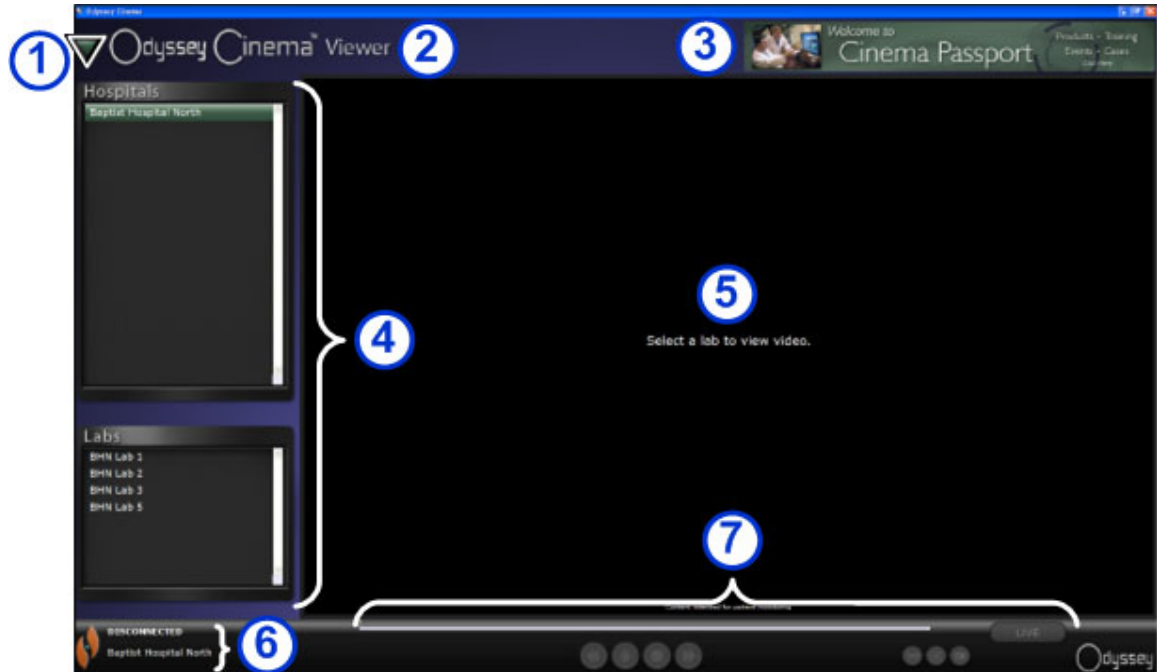 Odyssey Cinema
1
Odyssey Cinema™ Viewer
2
3
Welcome to
Cinema Passport
Products - Training
Events - Cases
Hospitals
Baptist Hospital North
4
5
Select a lab to view video.
Labs
BHN Lab 1
BHN Lab 2
BHN Lab 3
BHN Lab 5
7
DISCONNECTED
Baptist Hospital North
6
LIVE
Odyssey